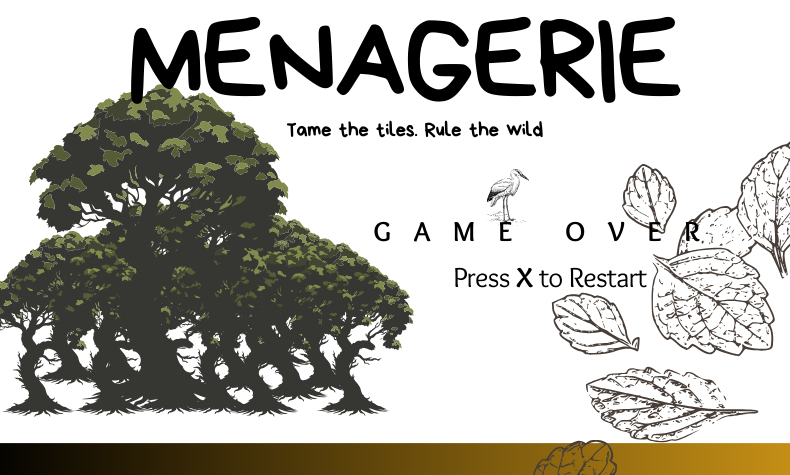 MENAGERIE
Tame the tiles. Rule the wild
GAME OVER
Press X to Restart